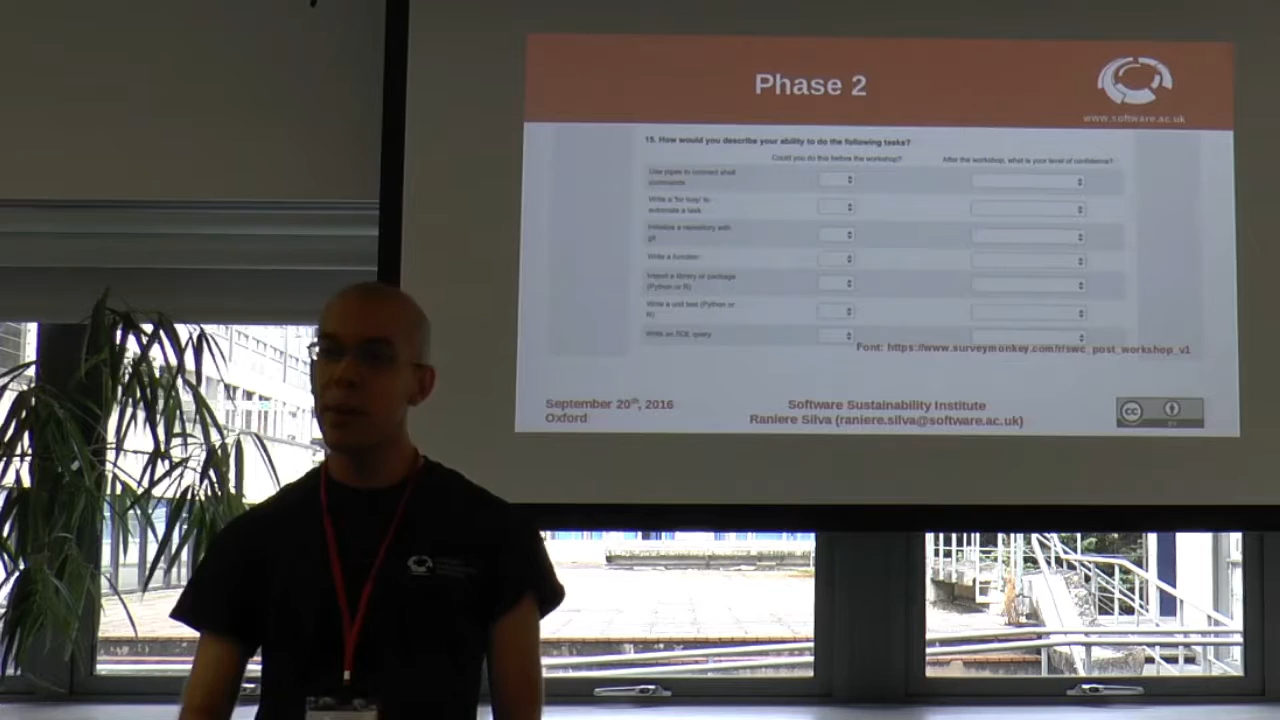 Phase 2
www.software.ac.uk
15. How would you describe your ability to do the following tasks?
Could you do this before the workshop?
After the workshop, what is your level of confidence?
Use pipes to connect shell
commands
Write a 'for loop' to
automate a task
Initialize a repository with
git
Write a function
Import a library or package
(Python or R)
Write a unit test (Python or
R)
Write an SQL query
Font: https://www.surveymonkey.com/r/swc_post_workshop_v1
September 20th, 2016
Oxford
Software Sustainability Institute
Raniere Silva (raniere.silva@software.ac.uk)
cc
BY